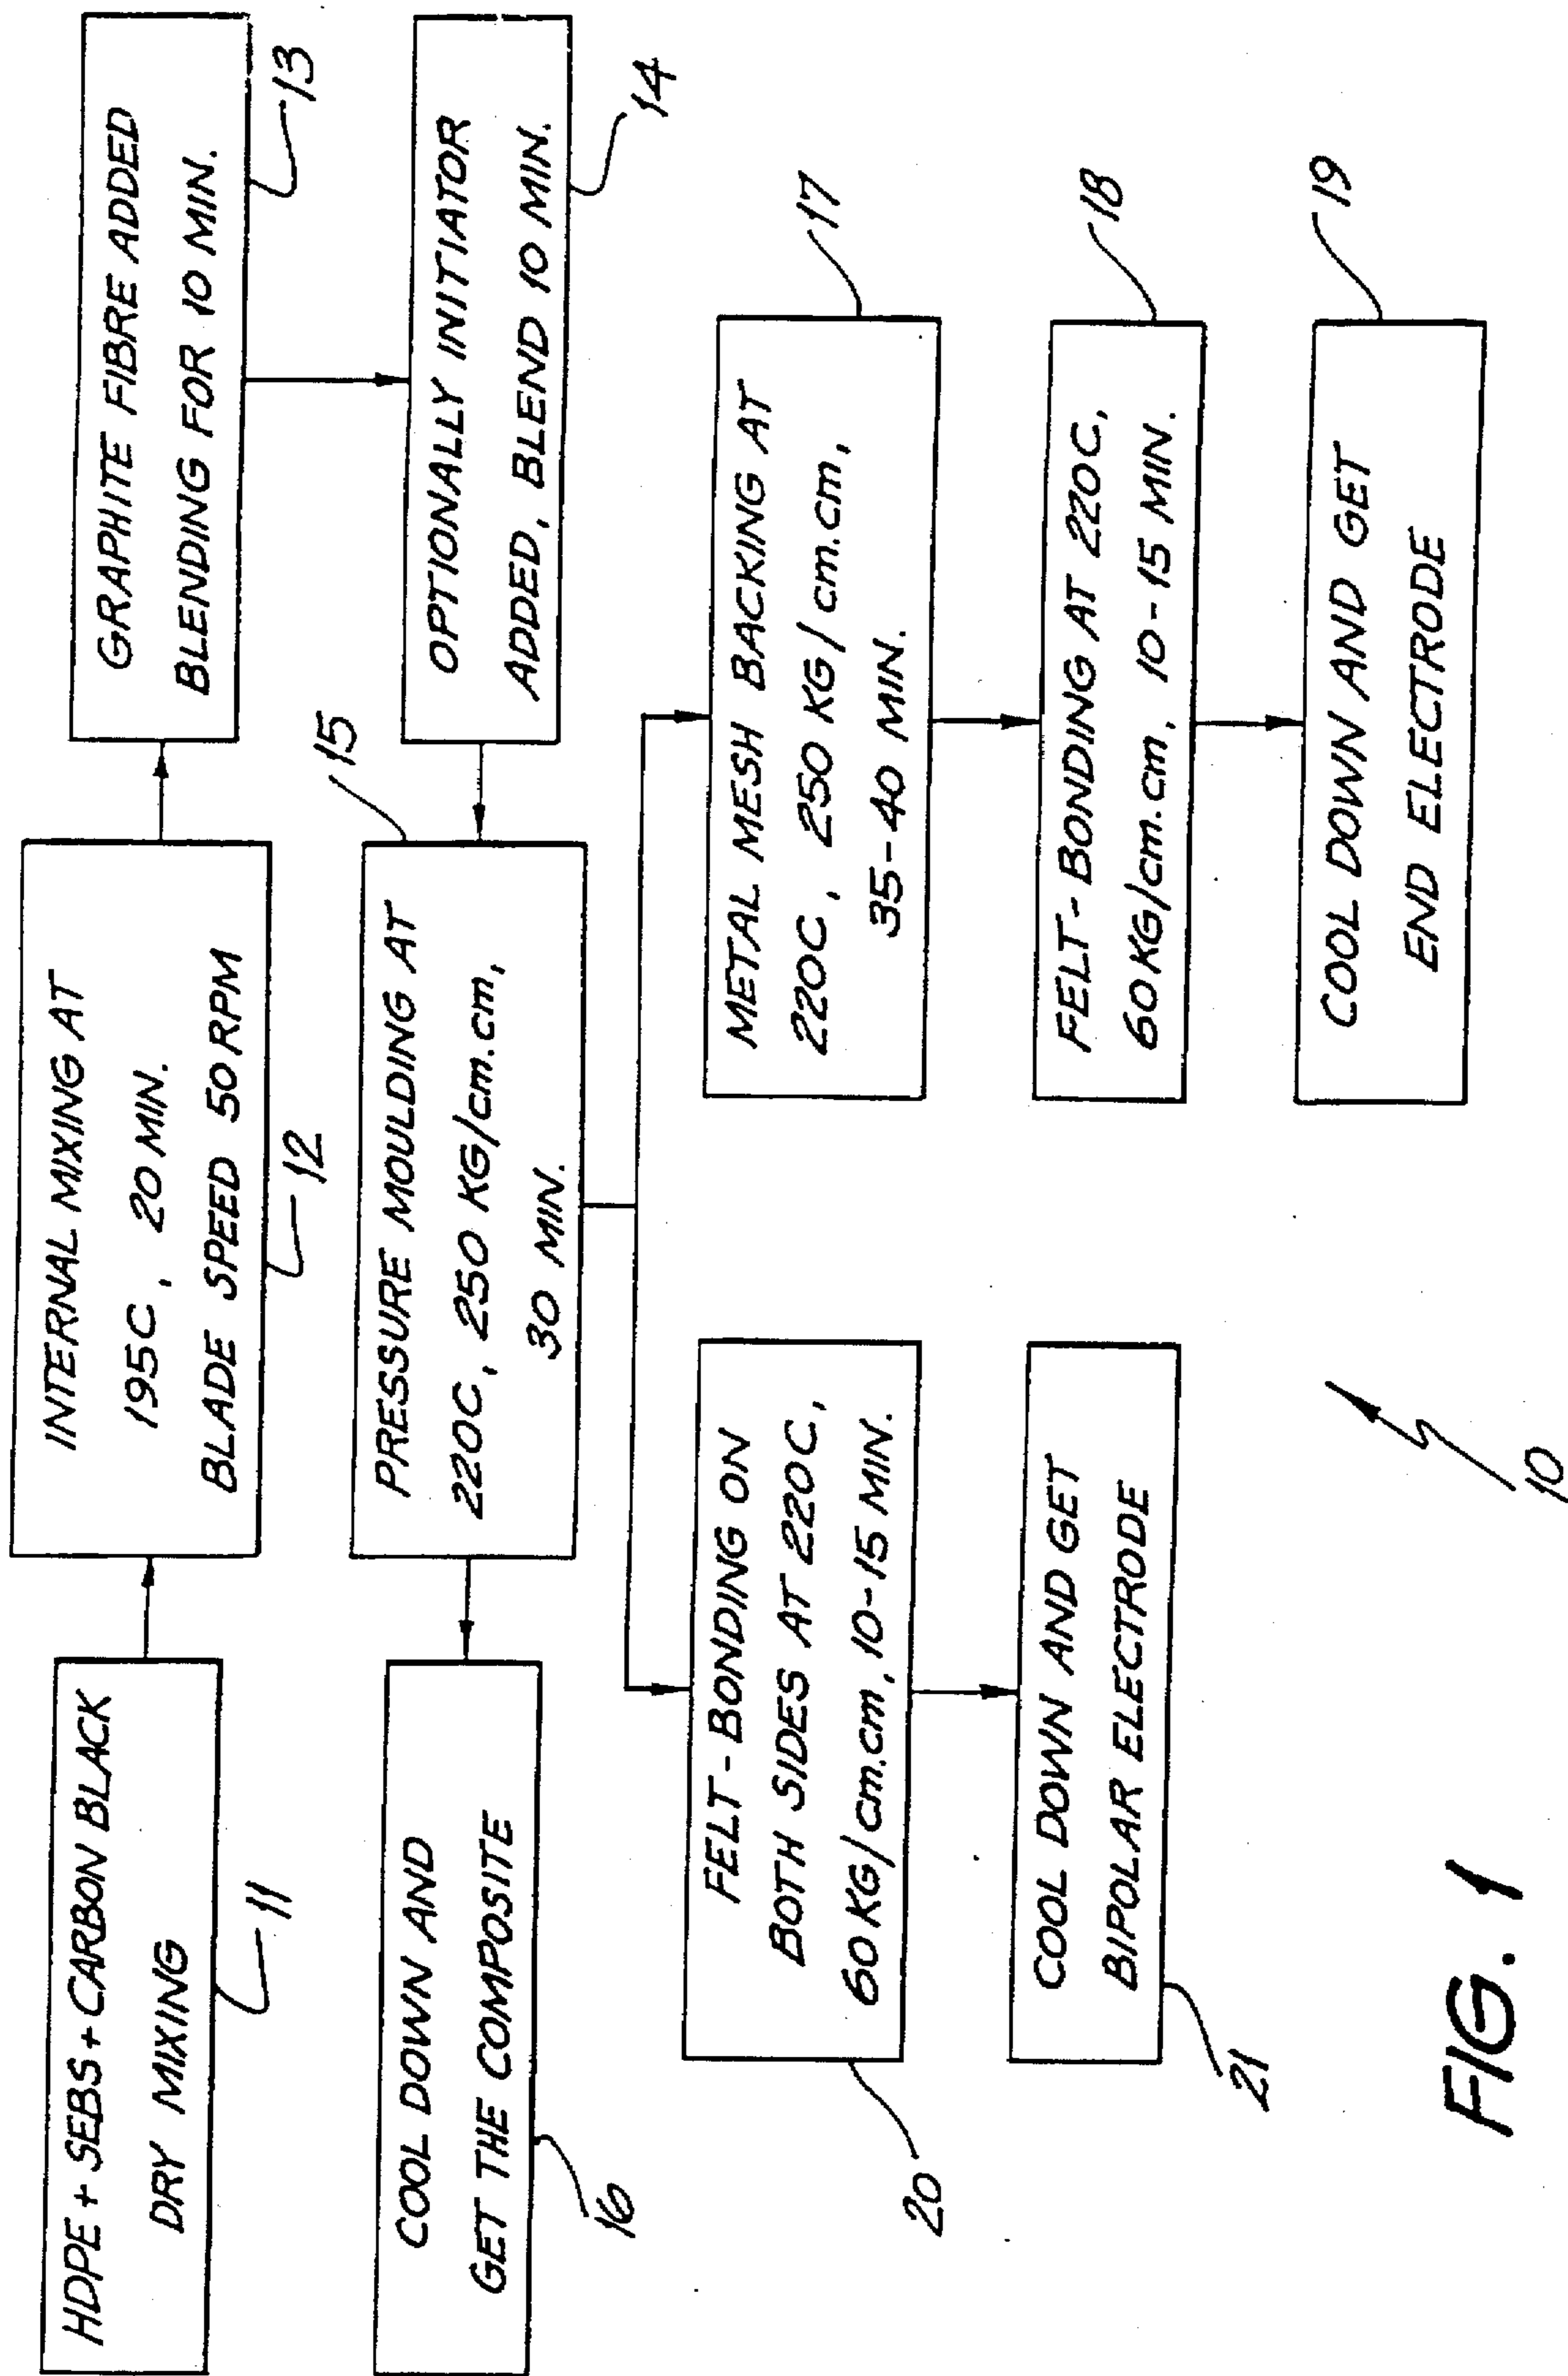 HDPE + SEBS + CARBON BLACK
DRY MIXING
11
INTERNAL MIXING AT
195C, 20 MIN.
BLADE SPEED 50 RPM
12
GRAPHITE FIBRE ADDED
BLENDING FOR 10 MIN.
13
OPTIONALLY INITIATOR
ADDED, BLEND 10 MIN.
14
PRESSURE MOULDING AT
220C, 250 KG/cm.cm,
30 MIN.
15
COOL DOWN AND
GET THE COMPOSITE
16
METAL MESH BACKING AT
220C, 250 KG/cm.cm,
35-40 MIN.
17
FELT-BONDING AT 220C,
60 KG/cm.cm, 10-15 MIN.
18
COOL DOWN AND GET
END ELECTRODE
19
FELT-BONDING ON
BOTH SIDES AT 220C,
60 KG/cm.cm, 10-15 MIN.
20
COOL DOWN AND GET
BIPOLAR ELECTRODE
21
10
FIG. 1